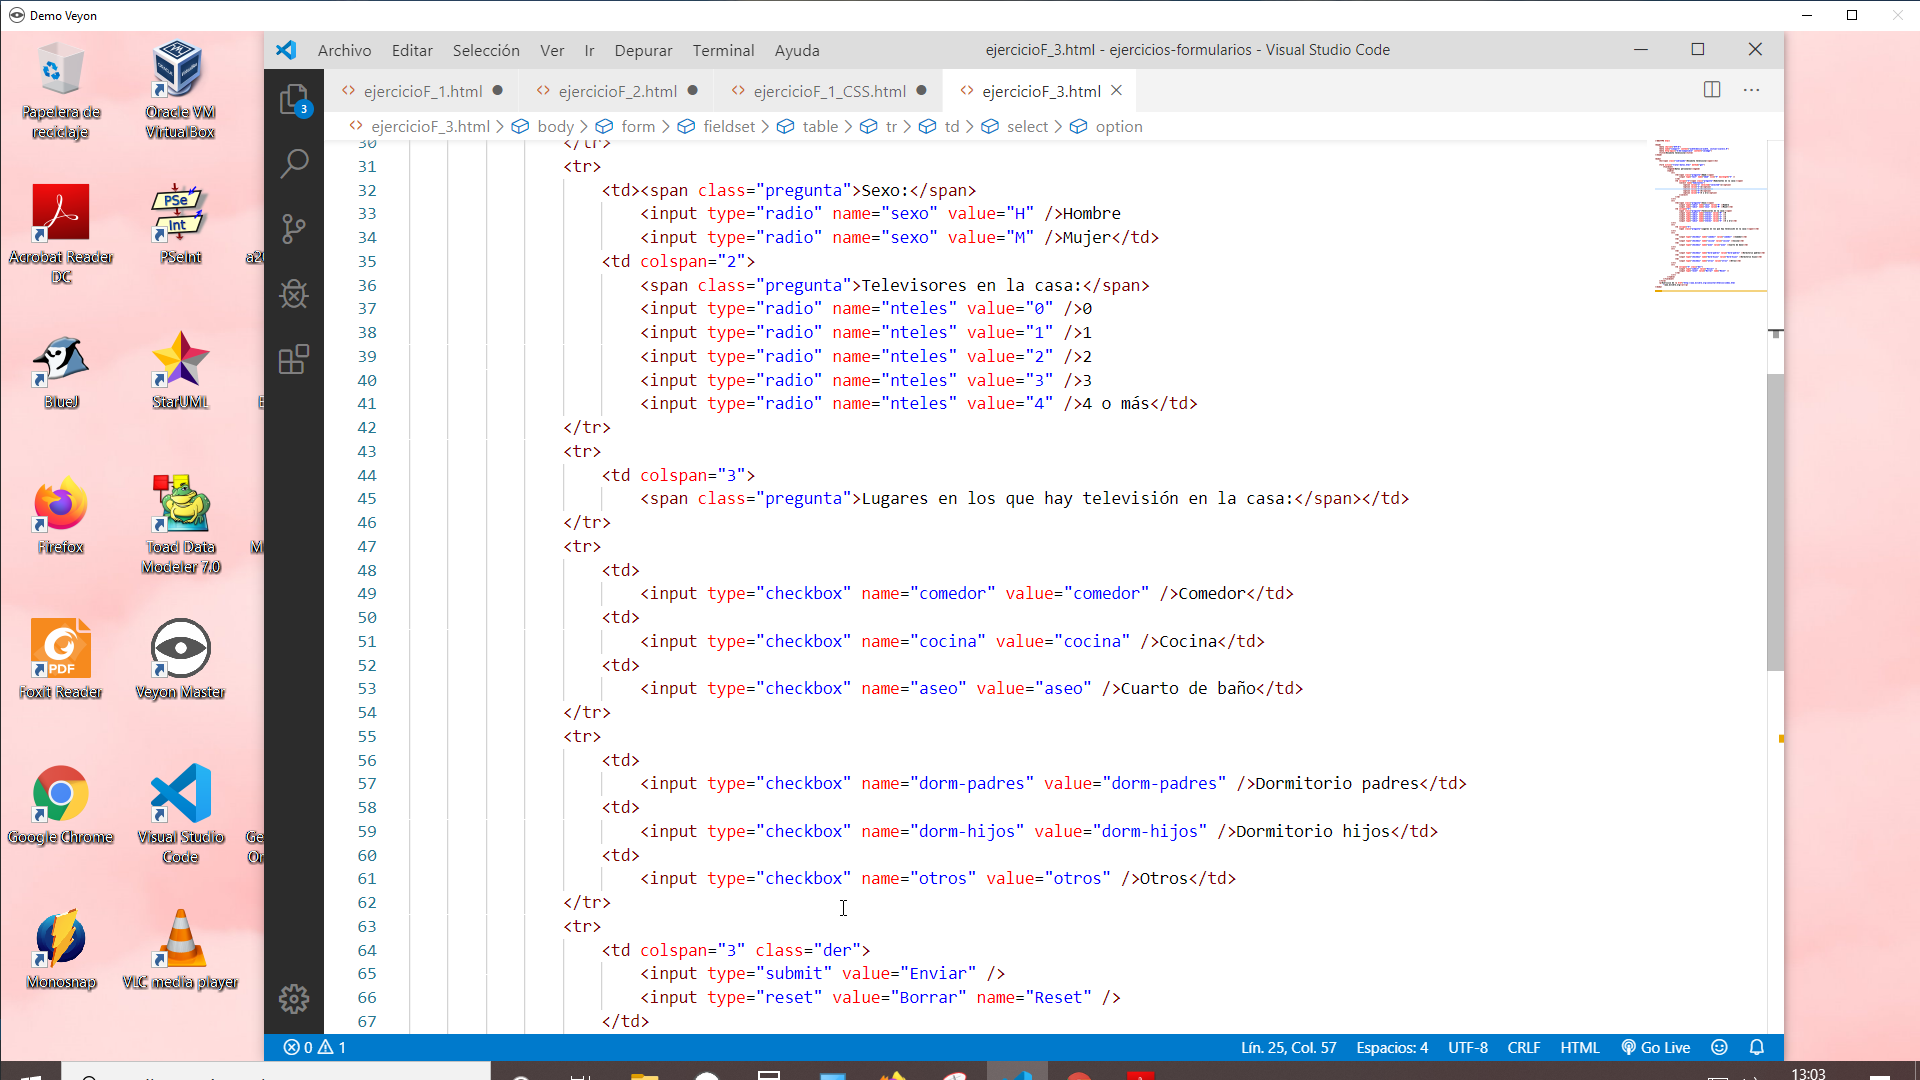 Demo Veyon
Papelera de reciclaje
Oracle VM VirtualBox
Acrobat Reader DC
PSeInt
BlueJ
StarUML
Firefox
Toad Data Modeler 7.0
Foxit Reader
Veyon Master
Google Chrome
Visual Studio Code
Monosnap
VLC media player
Archivo Editar Selección Ver Ir Depurar Terminal Ayuda
ejercicioF_3.html - ejercicios-formularios - Visual Studio Code
ejercicioF_1.html ejercicioF_2.html ejercicioF_1_CSS.html ejercicioF_3.html
ejercicioF_3.html > body > form > fieldset > table > tr > td > select > option
3
30 </tr>
31 <tr>
32 <td><span class="pregunta">Sexo:</span>
33 <input type="radio" name="sexo" value="H" />Hombre
34 <input type="radio" name="sexo" value="M" />Mujer</td>
35 <td colspan="2">
36 <span class="pregunta">Televisores en la casa:</span>
37 <input type="radio" name="nteles" value="0" />0
38 <input type="radio" name="nteles" value="1" />1
39 <input type="radio" name="nteles" value="2" />2
40 <input type="radio" name="nteles" value="3" />3
41 <input type="radio" name="nteles" value="4" />4 o más</td>
42 </tr>
43 <tr>
44 <td colspan="3">
45 <span class="pregunta">Lugares en los que hay televisión en la casa:</span></td>
46 </tr>
47 <tr>
48 <td>
49 <input type="checkbox" name="comedor" value="comedor" />Comedor</td>
50 <td>
51 <input type="checkbox" name="cocina" value="cocina" />Cocina</td>
52 <td>
53 <input type="checkbox" name="aseo" value="aseo" />Cuarto de baño</td>
54 </tr>
55 <tr>
56 <td>
57 <input type="checkbox" name="dorm-padres" value="dorm-padres" />Dormitorio padres</td>
58 <td>
59 <input type="checkbox" name="dorm-hijos" value="dorm-hijos" />Dormitorio hijos</td>
60 <td>
61 <input type="checkbox" name="otros" value="otros" />Otros</td>
62 </tr>
63 <tr>
64 <td colspan="3" class="der">
65 <input type="submit" value="Enviar" />
66 <input type="reset" value="Borrar" name="Reset" />
67 </td>
0 1 Lín. 25, Col. 57 Espacios: 4 UTF-8 CRLF HTML Go Live
13:03